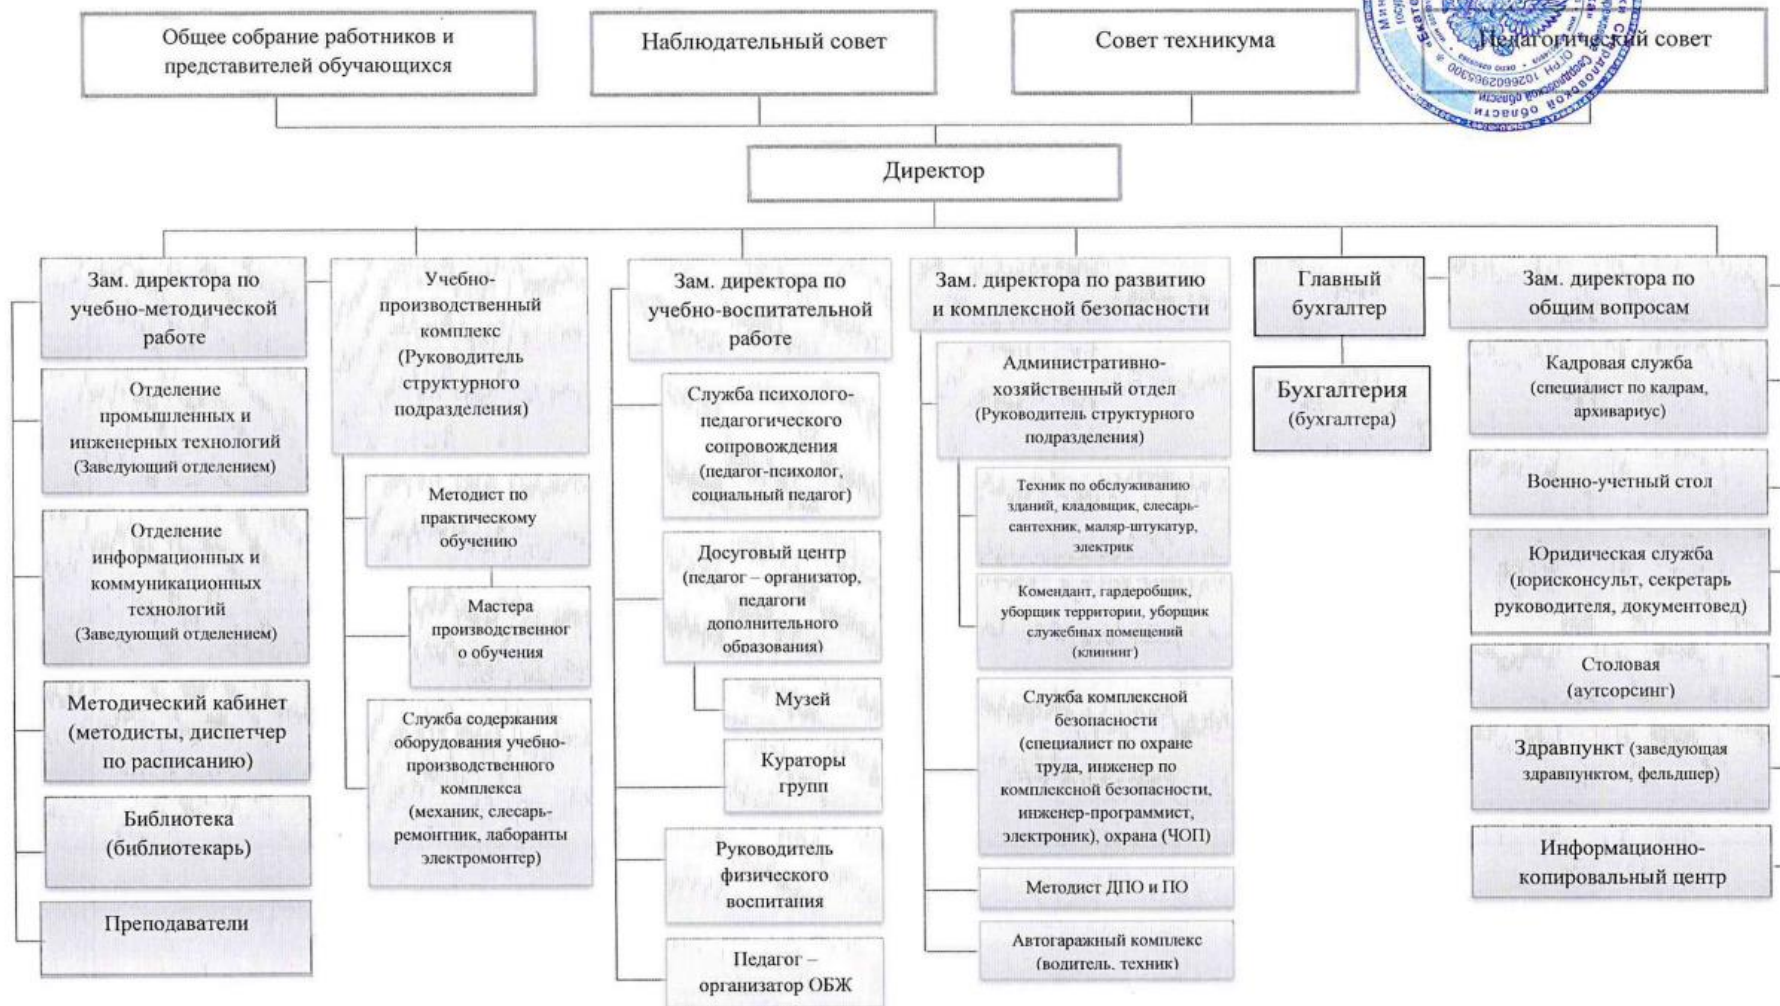 Общее собрание работников и
представителей обучающихся
Наблюдательный совет
Совет техникума
Педагогический совет
ОГРН 1026602965300
Свердловской области
Директор
Зам. директора по
учебно-методической
работе
Отделение
промышленных и
инженерных технологий
(Заведующий отделением)
Отделение
информационных и
коммуникационных
технологий
(Заведующий отделением)
Методический кабинет
(методисты, диспетчер
по расписанию)
Библиотека
(библиотекарь)
Преподаватели
Учебно-
производственный
комплекс
(Руководитель
структурного
подразделения)
Методист по
практическому
обучению
Мастера
производственног
о обучения
Служба содержания
оборудования учебно-
производственного
комплекса
(механик, слесарь-
ремонтник, лаборанты
электромонтер)
Зам. директора по
учебно-воспитательной
работе
Служба психолого-
педагогического
сопровождения
(педагог-психолог,
социальный педагог)
Досуговый центр
(педагог – организатор,
педагоги
дополнительного
образования)
Музей
Кураторы
групп
Руководитель
физического
воспитания
Педагог –
организатор ОБЖ
Зам. директора по развитию
и комплексной безопасности
Административно-
хозяйственный отдел
(Руководитель структурного
подразделения)
Техник по обслуживанию
зданий, кладовщик, слесарь-
сантехник, маляр-штукатур,
электрик
Комендант, гардеробщик,
уборщик территории, уборщик
служебных помещений
(клининг)
Служба комплексной
безопасности
(специалист по охране
труда, инженер по
комплексной безопасности,
инженер-программист,
электроник), охрана (ЧОП)
Методист ДПО и ПО
Автогаражный комплекс
(водитель, техник)
Главный
бухгалтер
Бухгалтерия
(бухгалтера)
Зам. директора по
общим вопросам
Кадровая служба
(специалист по кадрам,
архивариус)
Военно-учетный стол
Юридическая служба
(юрисконсульт, секретарь
руководителя, документовед)
Столовая
(аутсорсинг)
Здравпункт (заведующая
здравпунктом, фельдшер)
Информационно-
копировальный центр